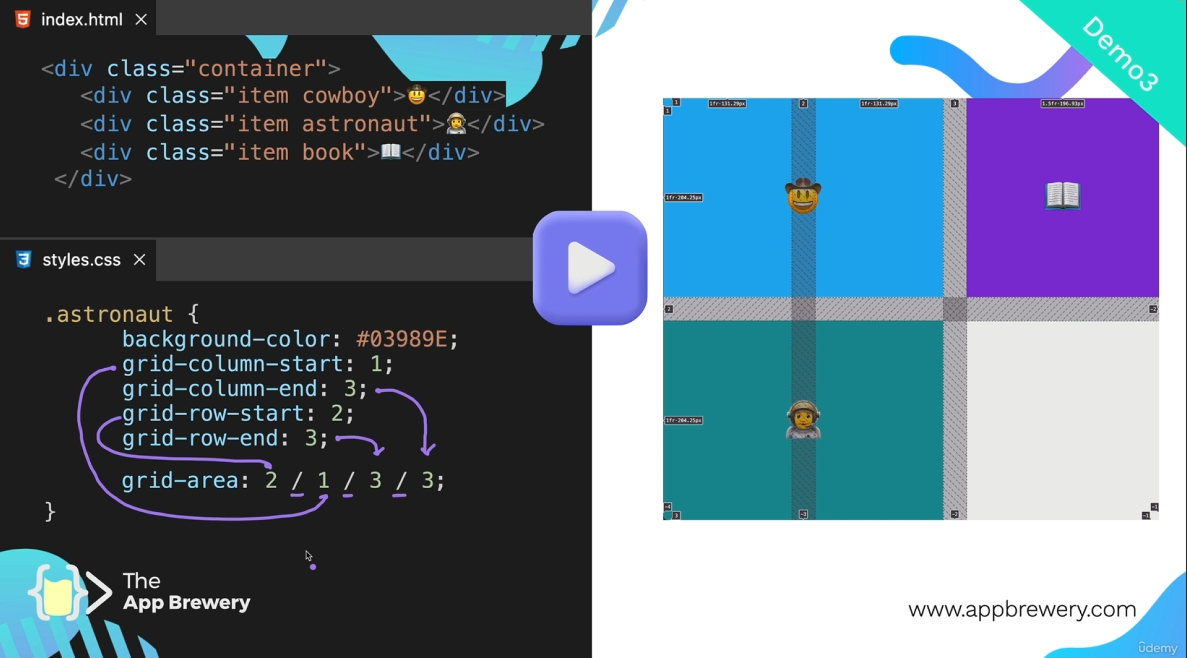 index.html
<div class="container">
<div class="item cowboy">🤠</div>
<div class="item astronaut">👩‍🚀</div>
<div class="item book">📖</div>
</div>
styles.css
.astronaut {
background-color: #03989E;
grid-column-start: 1;
grid-column-end: 3;
grid-row-start: 2;
grid-row-end: 3;
grid-area: 2 / 1 / 3 / 3;
}
The
App Brewery
Demo3
1 1fr-131.29px 2 1fr-131.29px 3 1.5fr-196.93px
1
1fr-204.25px
2 -2
1fr-204.25px
-1
3 -3 -2 -1
www.appbrewery.com
ûdemy